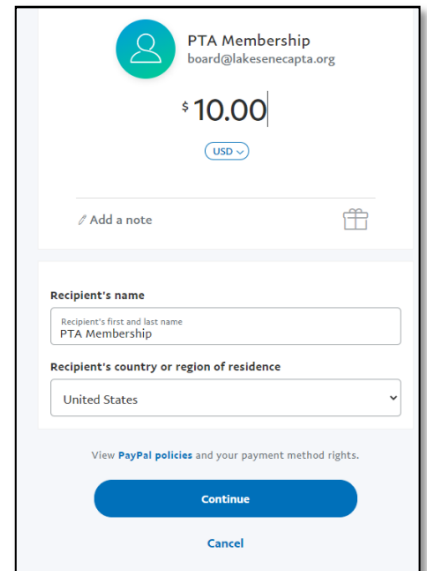 PTA Membership
board@lakesenecapta.org
$ 10.00
USD
Add a note
Recipient's name
Recipient's first and last name
PTA Membership
Recipient's country or region of residence
United States
View PayPal policies and your payment method rights.
Continue
Cancel